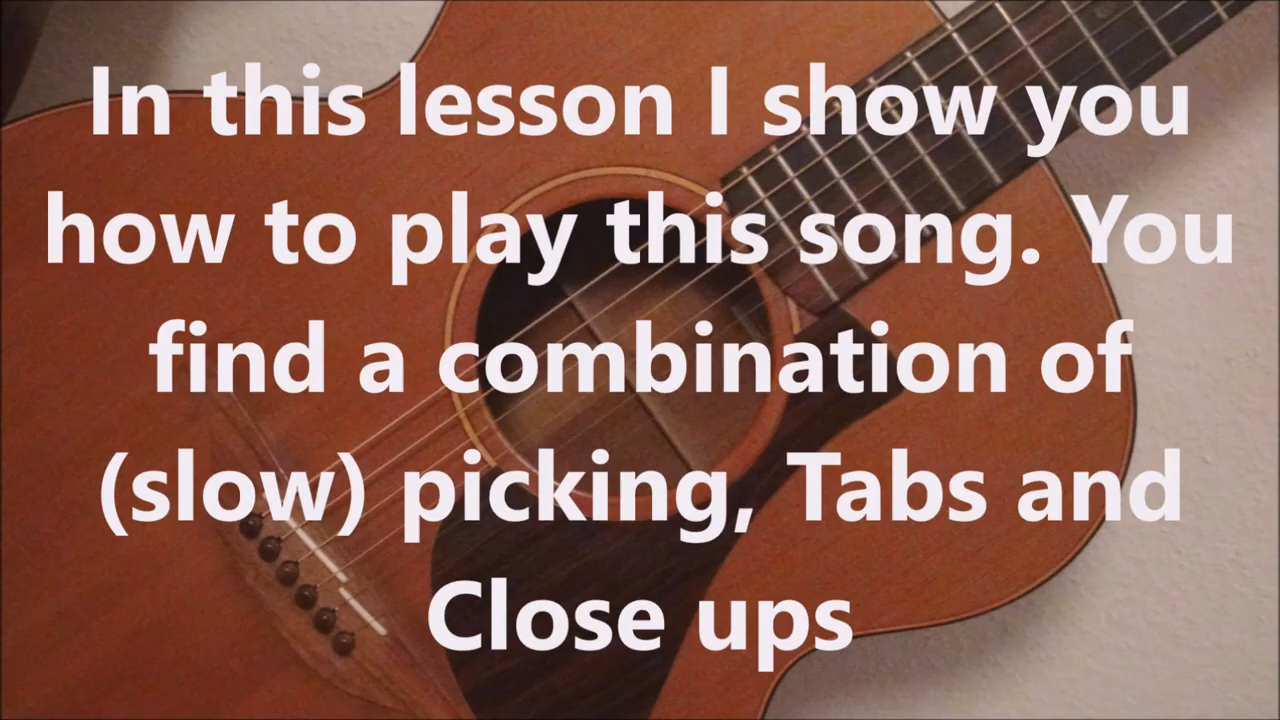 In this lesson I show you
how to play this song. You
find a combination of
(slow) picking, Tabs and
Close ups